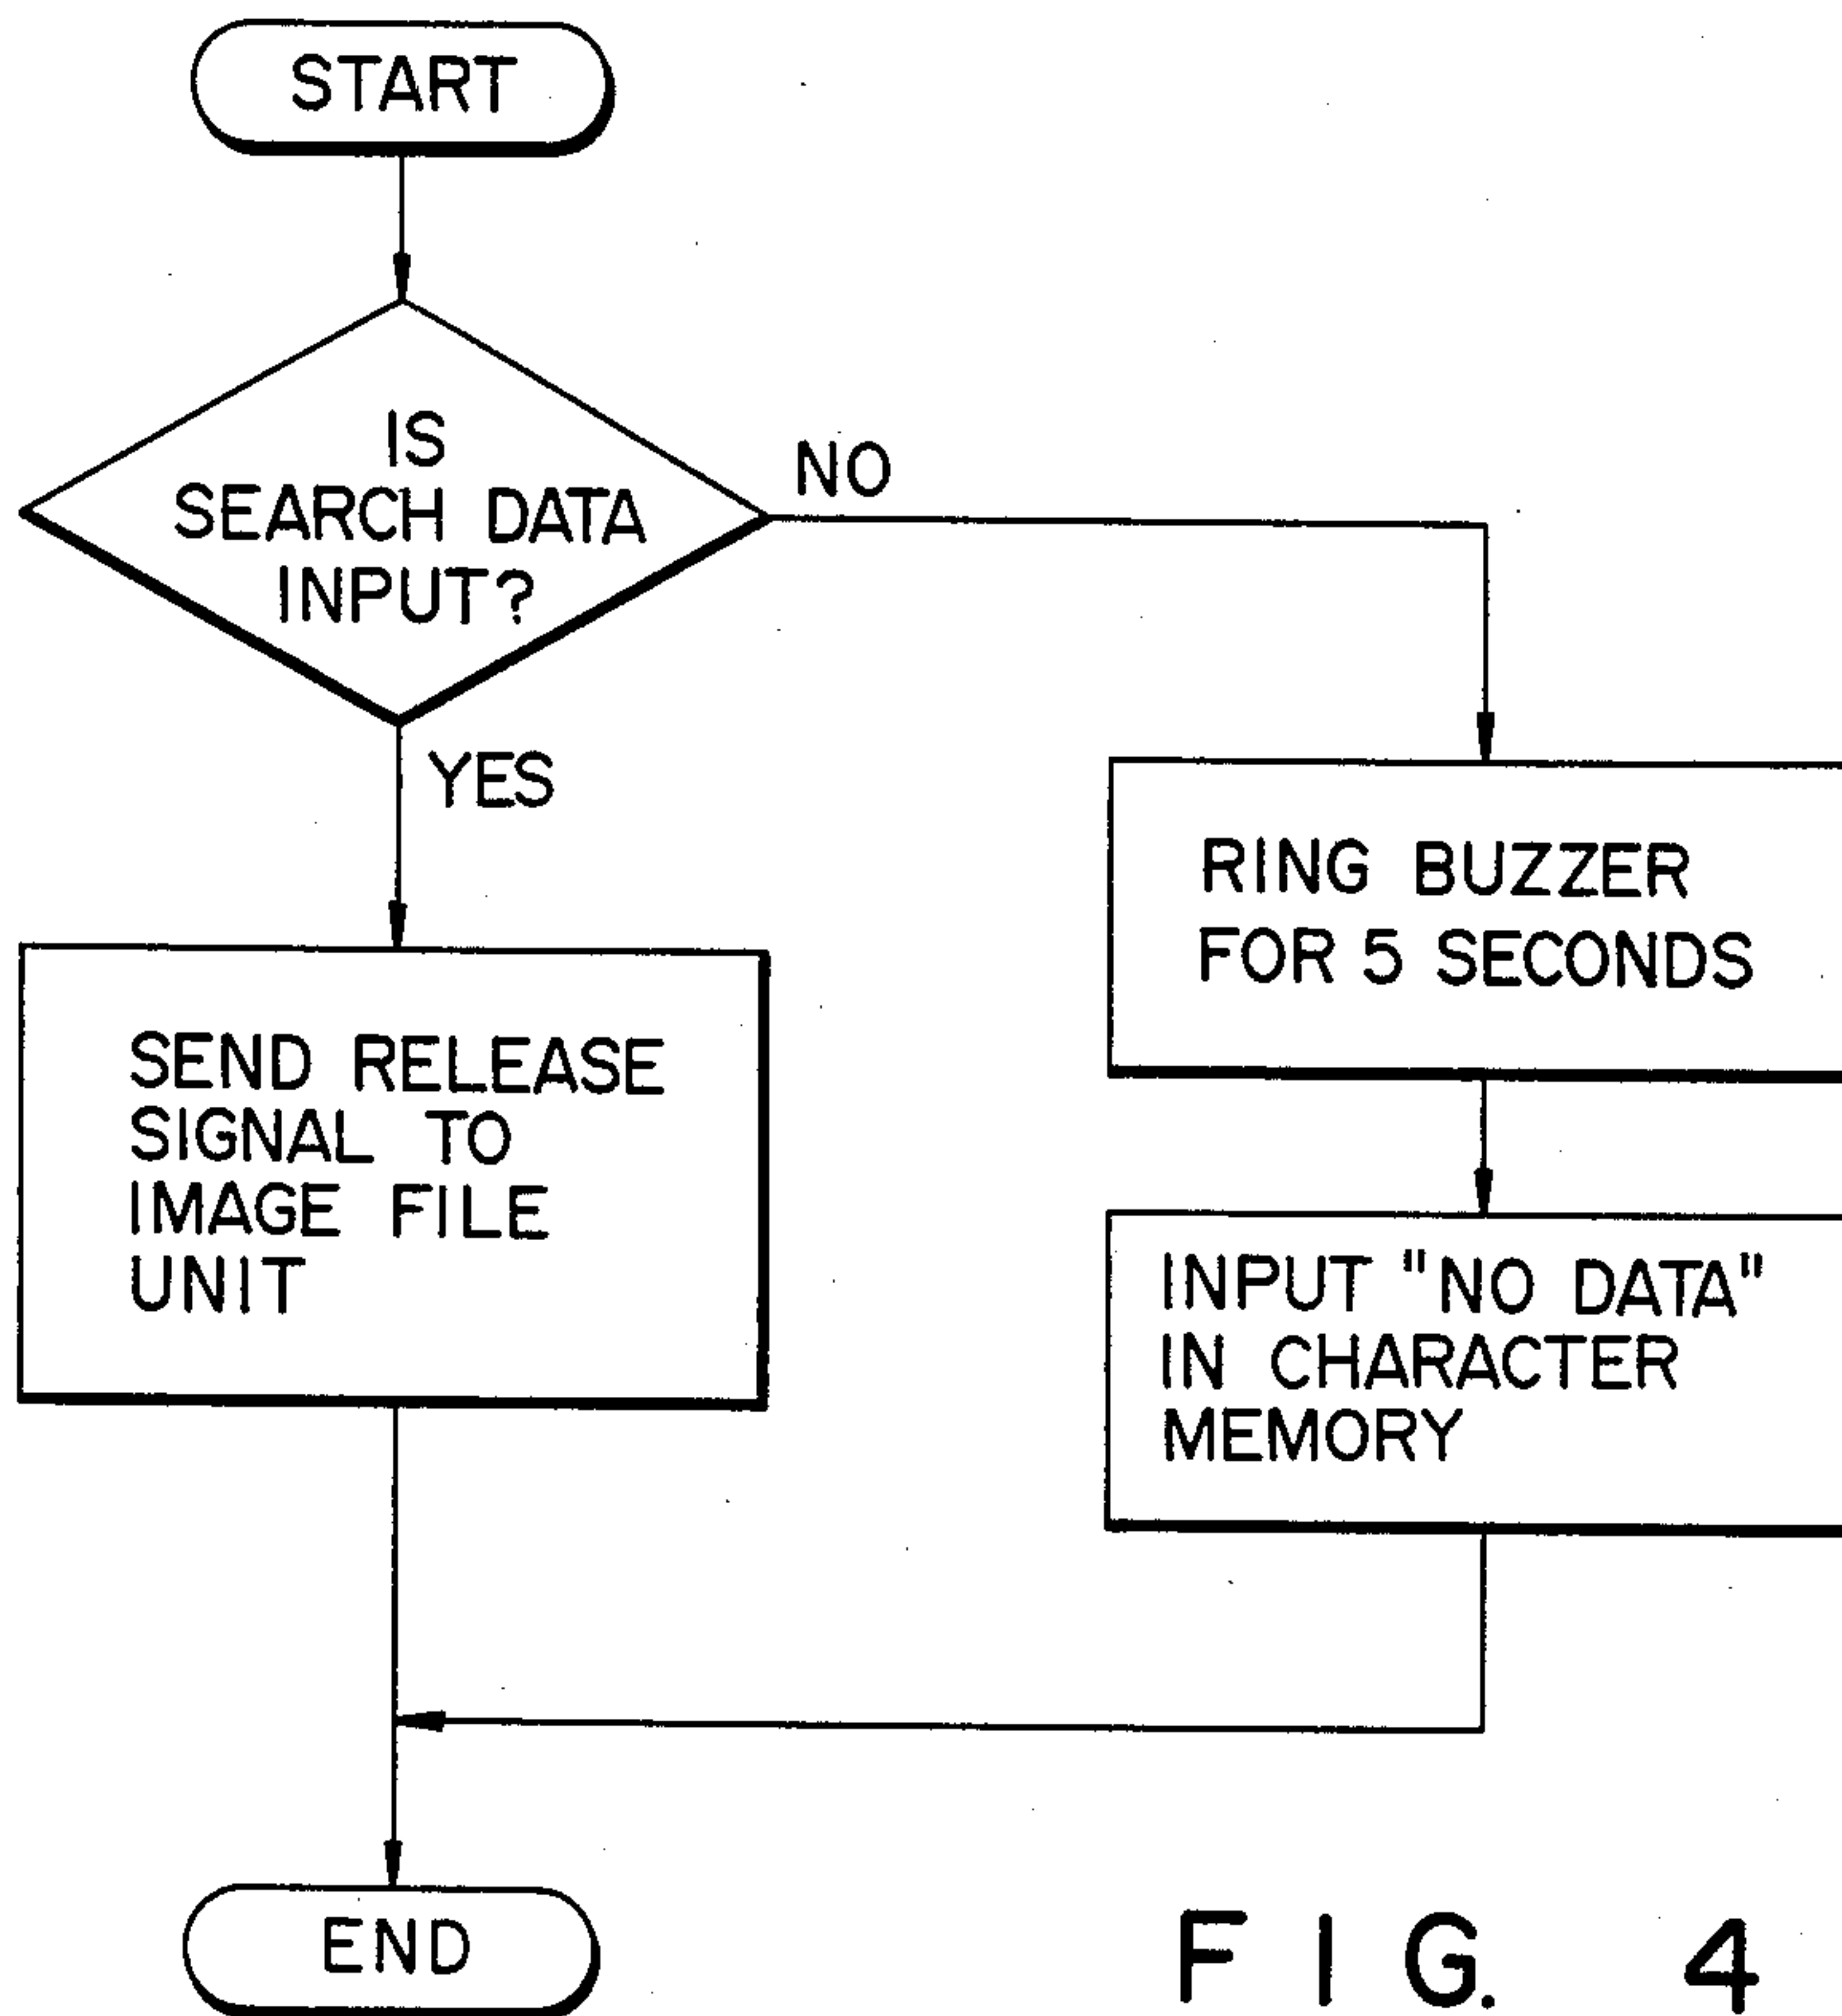 START
IS
SEARCH DATA
INPUT?
NO
YES
RING BUZZER
FOR 5 SECONDS
SEND RELEASE
SIGNAL TO
IMAGE FILE
UNIT
INPUT "NO DATA"
IN CHARACTER
MEMORY
END
FIG. 4